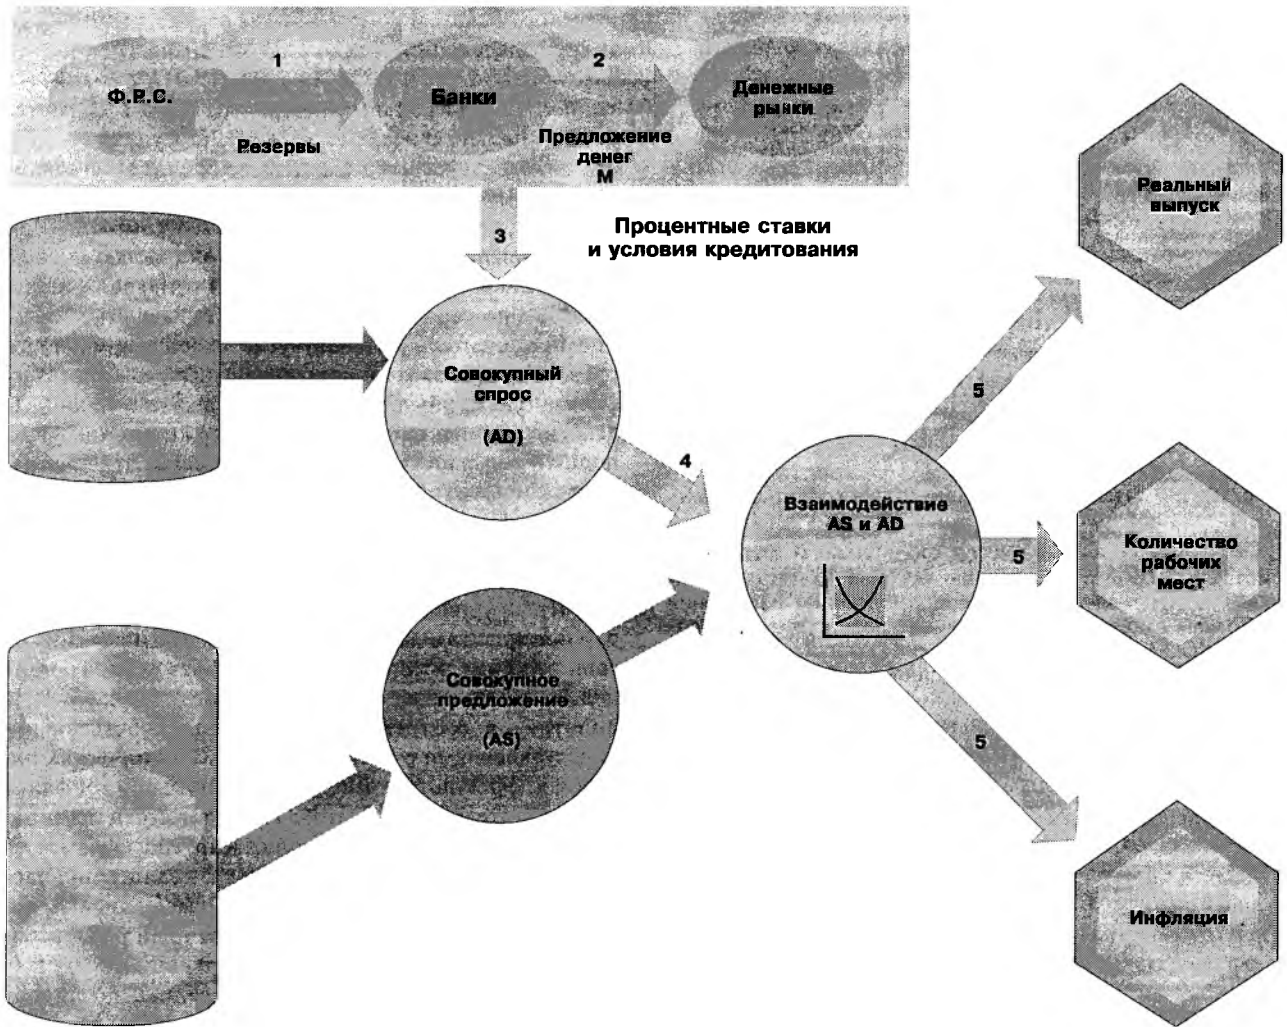 1
2
Ф.Р.С.
Банки
Денежные
рынки
Резервы
Предложение
денег
М
3
Процентные ставки
и условия кредитования
Реальный
выпуск
Совокупный
спрос
(AD)
4
5
Взаимодействие
AS и AD
5
Количество
рабочих
мест
Совокупное
предложение
(AS)
5
Инфляция